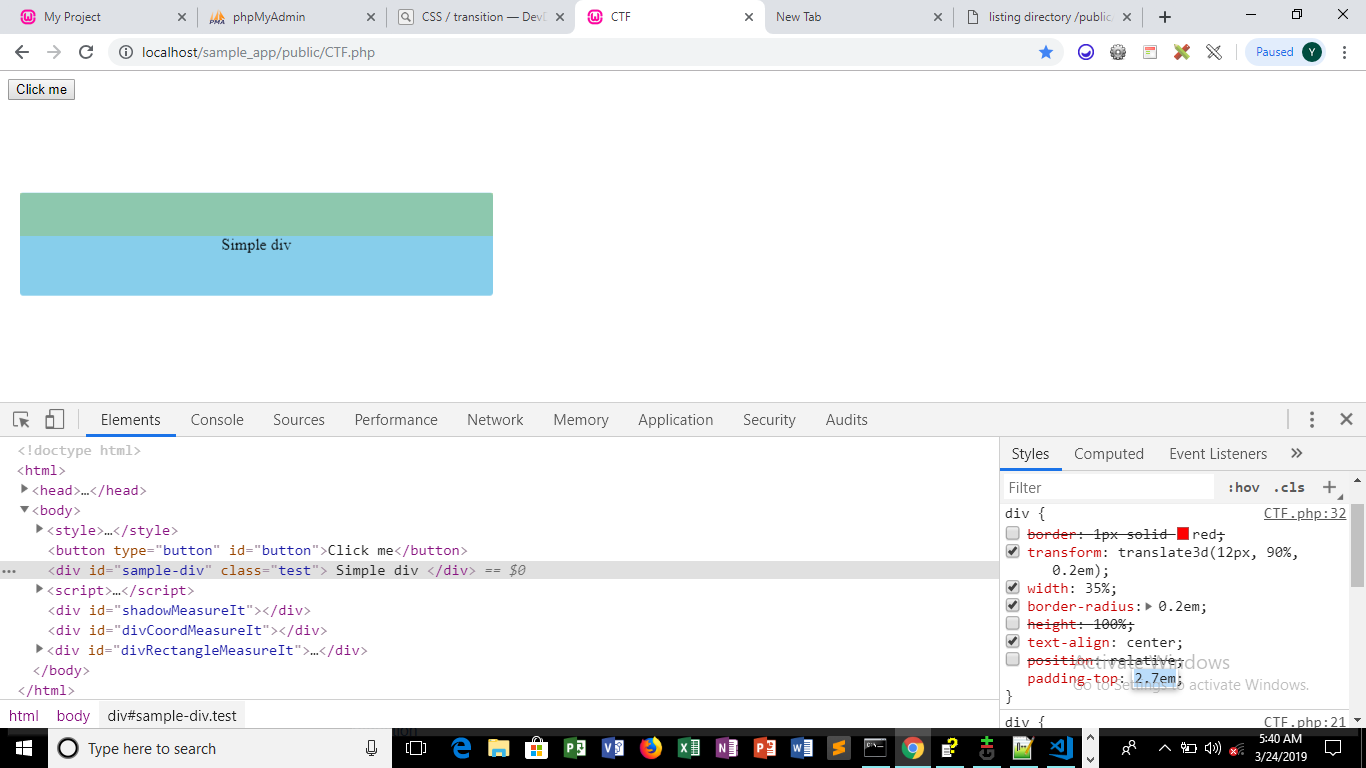 My Project
phpMyAdmin
CSS / transition — DevD
CTF
New Tab
listing directory /public
localhost/sample_app/public/CTF.php
Paused Y
Click me
Simple div
Elements Console Sources Performance Network Memory Application Security Audits
<!doctype html>
<html>
<head>…</head>
<body>
<style>…</style>
<button type="button" id="button">Click me</button>
<div id="sample-div" class="test"> Simple div </div> == $0
<script>…</script>
<div id="shadowMeasureIt"></div>
<div id="divCoordMeasureIt"></div>
<div id="divRectangleMeasureIt">…</div>
</body>
</html>
html body div#sample-div.test
Styles Computed Event Listeners »
Filter :hov .cls +
div { CTF.php:32
border: 1px solid red;
transform: translate3d(12px, 90%,
0.2em);
width: 35%;
border-radius: 0.2em;
height: 100%;
text-align: center;
position: relative;
padding-top: 2.7em;
}
Activate Windows
Go to Settings to activate Windows.
div { CTF.php:21
Type here to search
5:40 AM
3/24/2019